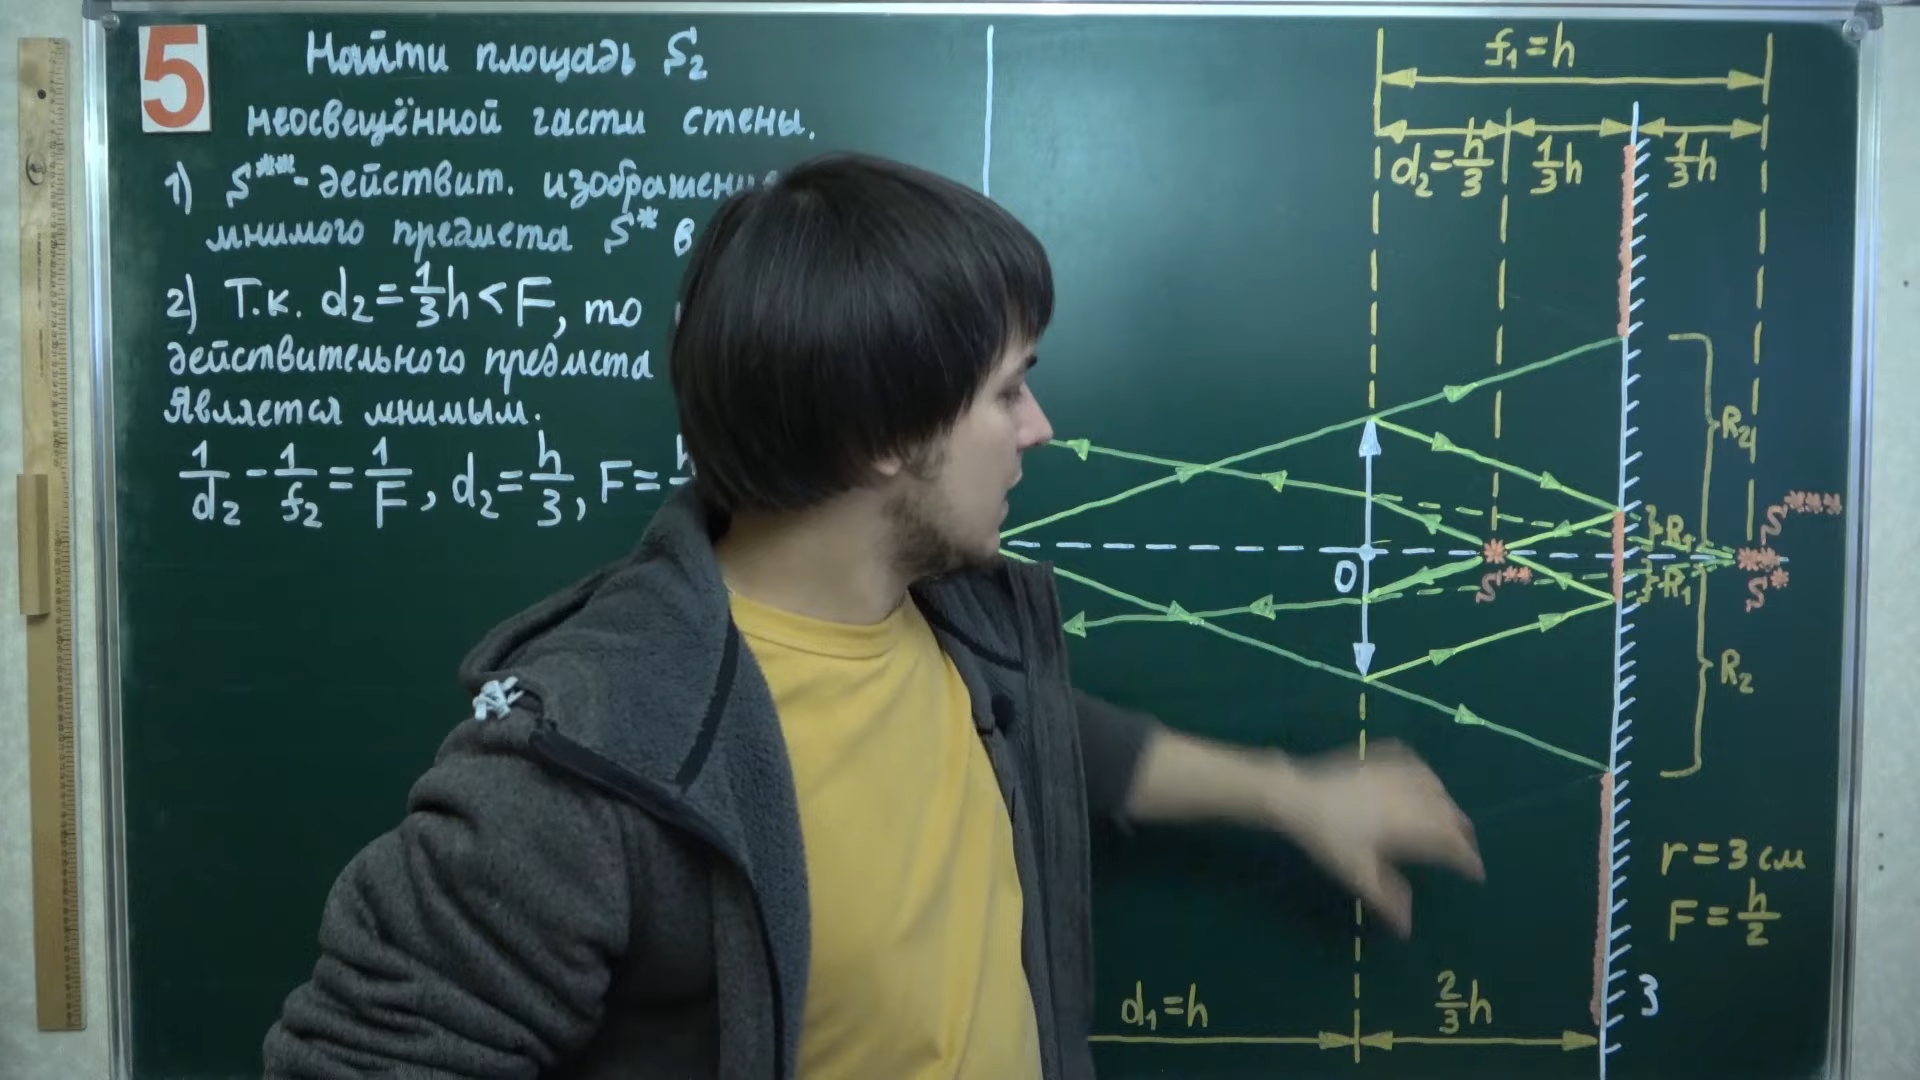 5
Найти площадь S₂
неосвещённой части стены.
1) S** - действит. изображение
мнимого предмета S* в
2) Т.к. d₂ = 1/3 h < F, то
действительного предмета
является мнимым.
1/d₂ - 1/f₂ = 1/F, d₂ = h/3, F =
f₁ = h
d₂ = h/3
1/3 h
1/3 h
R₂
R₁
R₁
R₂
S***
S*
S**
O
r = 3 см
F = h/2
З
d₁ = h
2/3 h